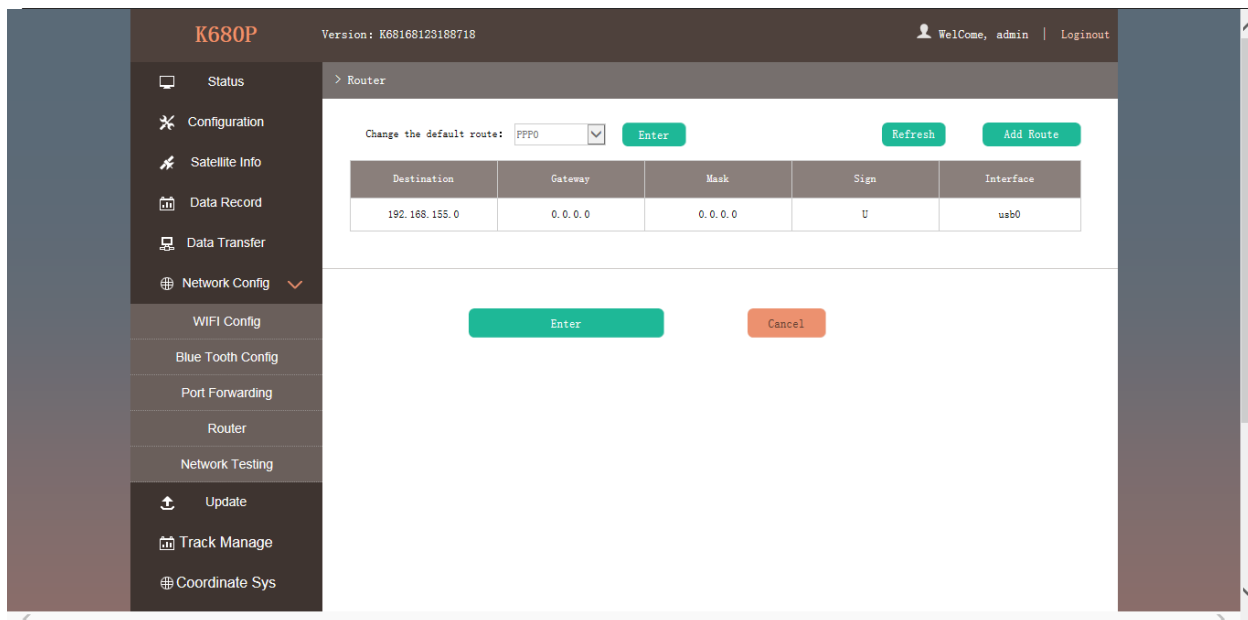 K680P Version: K68168123188718 WelCome, admin | Loginout
Status
Configuration
Satellite Info
Data Record
Data Transfer
Network Config
WIFI Config
Blue Tooth Config
Port Forwarding
Router
Network Testing
Update
Track Manage
Coordinate Sys
> Router
Change the default route: PPP0 Enter Refresh Add Route
Destination Gateway Mask Sign Interface
192.168.155.0 0.0.0.0 0.0.0.0 U usb0
Enter Cancel